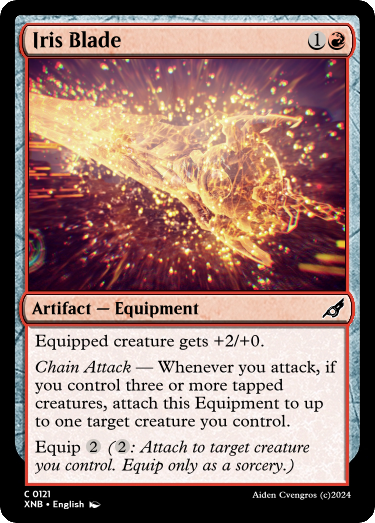 Iris Blade 1
Artifact — Equipment
Equipped creature gets +2/+0.
Chain Attack — Whenever you attack, if
you control three or more tapped
creatures, attach this Equipment to up
to one target creature you control.
Equip 2 (2: Attach to target creature
you control. Equip only as a sorcery.)
C 0121
XNB • English
Aiden Cvengros (c)2024